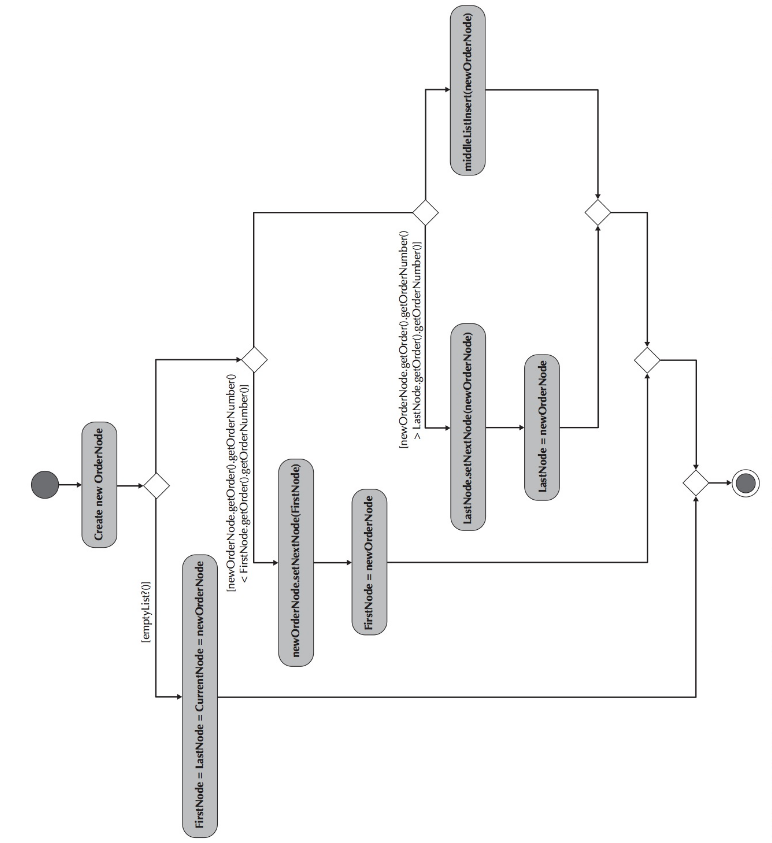 Create new OrderNode
[emptyList?()]
FirstNode = LastNode = CurrentNode = newOrderNode
[newOrderNode.getOrder().getOrderNumber()
< FirstNode.getOrder().getOrderNumber()]
newOrderNode.setNextNode(FirstNode)
FirstNode = newOrderNode
[newOrderNode.getOrder().getOrderNumber()
> LastNode.getOrder().getOrderNumber()]
LastNode.setNextNode(newOrderNode)
LastNode = newOrderNode
middleListInsert(newOrderNode)